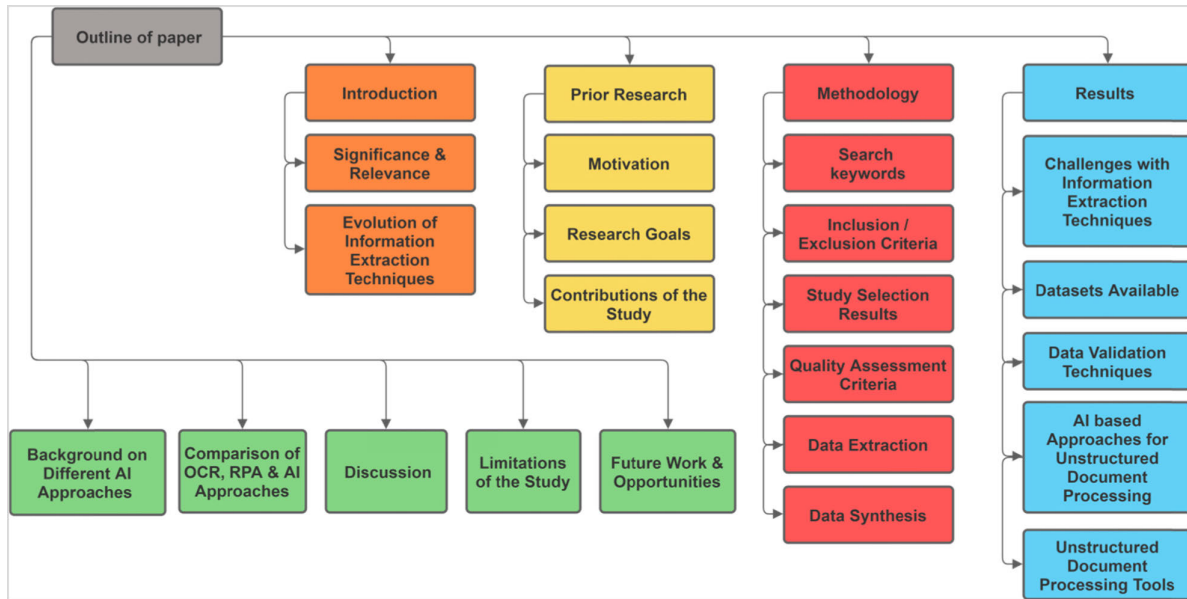 Outline of paper
Introduction
Significance &
Relevance
Evolution of
Information
Extraction
Techniques
Prior Research
Motivation
Research Goals
Contributions of the
Study
Methodology
Search
keywords
Inclusion /
Exclusion Criteria
Study Selection
Results
Quality Assessment
Criteria
Data Extraction
Data Synthesis
Results
Challenges with
Information
Extraction
Techniques
Datasets Available
Data Validation
Techniques
AI based
Approaches for
Unstructured
Document
Processing
Unstructured
Document
Processing Tools
Background on
Different AI
Approaches
Comparison of
OCR, RPA & AI
Approaches
Discussion
Limitations
of the Study
Future Work &
Opportunities